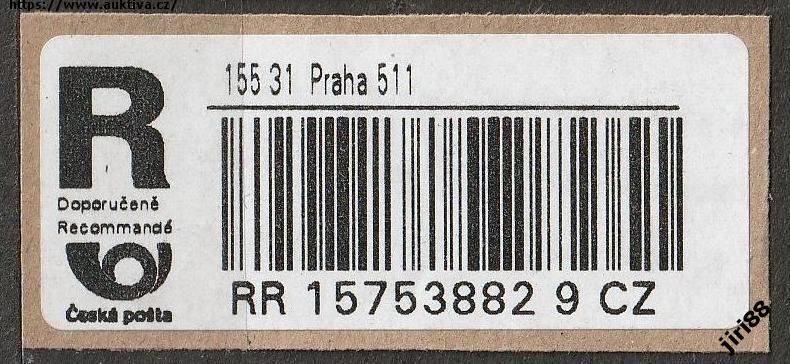 https://www.auktiva.cz/
R
Doporučeně
Recommandé
Česká pošta
155 31 Praha 511
RR 15753882 9 CZ
jiri88